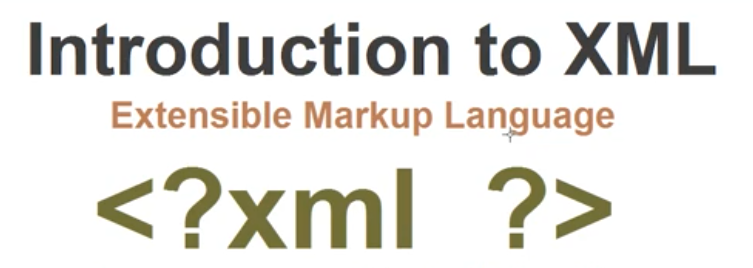 Introduction to XML
Extensible Markup Language
<?xml  ?>